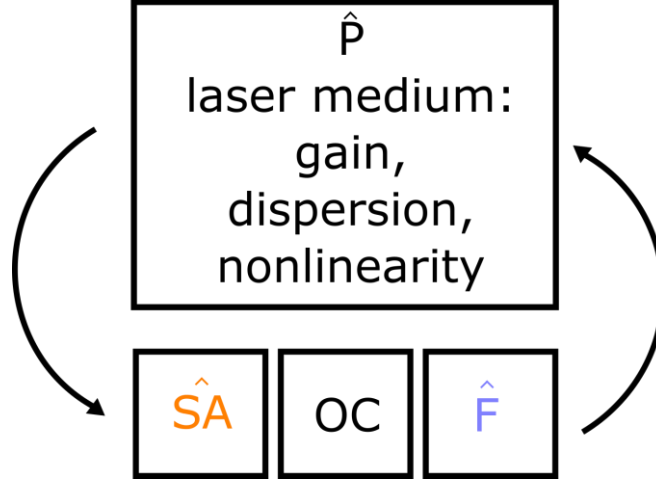 P̂
laser medium:
gain,
dispersion,
nonlinearity
SÂ OC F̂